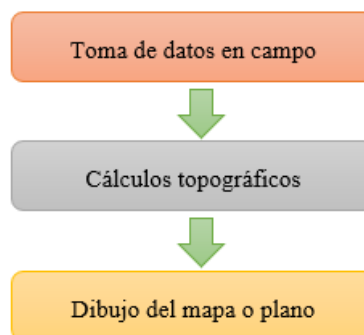 Toma de datos en campo
Cálculos topográficos
Dibujo del mapa o plano